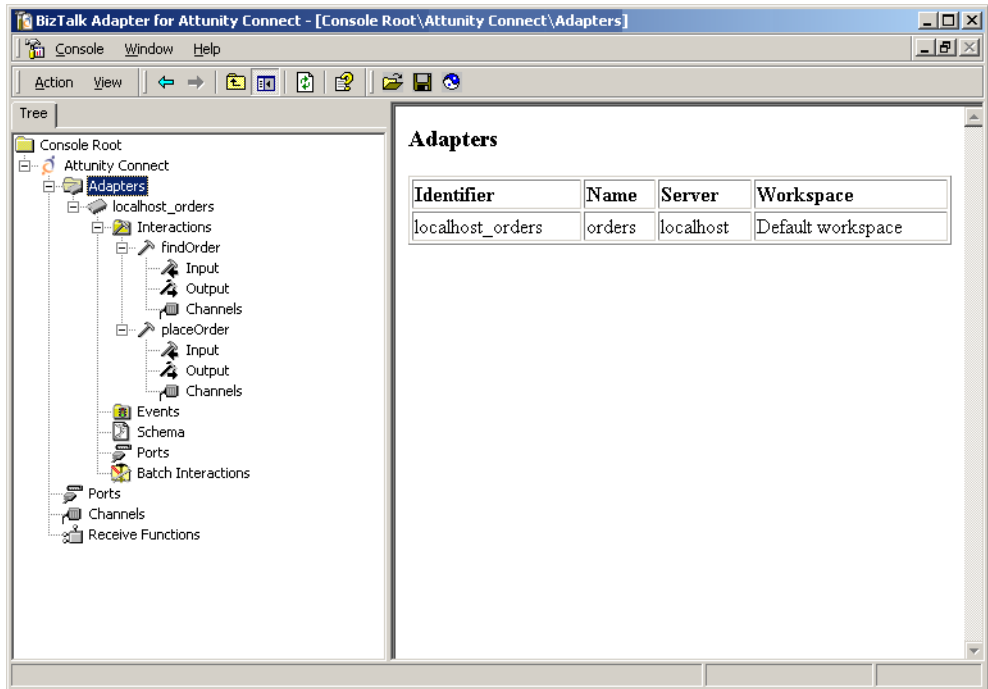 BizTalk Adapter for Attunity Connect - [Console Root\Attunity Connect\Adapters]
Console Window Help
Action View
Tree
Console Root
Attunity Connect
Adapters
localhost_orders
Interactions
findOrder
Input
Output
Channels
placeOrder
Input
Output
Channels
Events
Schema
Ports
Batch Interactions
Ports
Channels
Receive Functions
Adapters
Identifier Name Server Workspace
localhost_orders orders localhost Default workspace